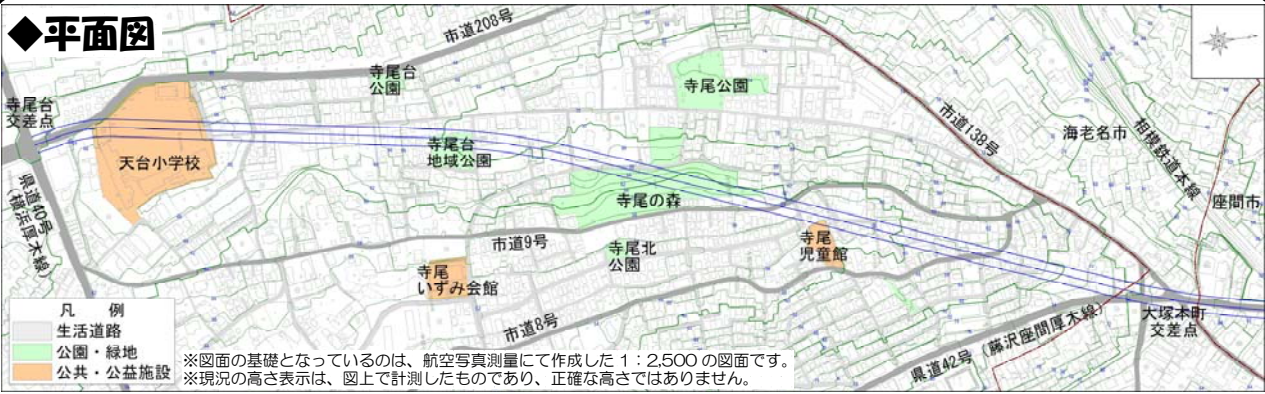 ◆平面図
市道208号
寺尾台
公園
寺尾公園
寺尾台
交差点
天台小学校
寺尾台
地域公園
市道138号
海老名市
相模鉄道本線
座間市
県道40号
(横浜厚木線)
寺尾の森
市道9号
寺尾北
公園
寺尾
児童館
寺尾
いずみ会館
市道8号
大塚本町
交差点
県道42号(藤沢座間厚木線)
凡 例
生活道路
公園・緑地
公共・公益施設
※図面の基礎となっているのは、航空写真測量にて作成した1:2,500の図面です。
※現況の高さ表示は、図上で計測したものであり、正確な高さではありません。